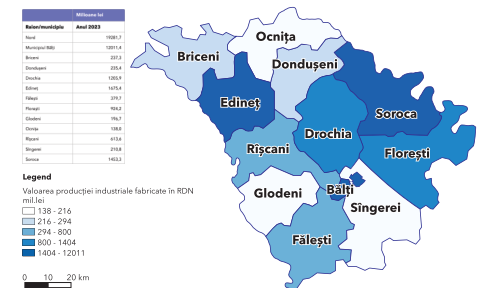 Milioane lei
Raion/municipiu Anul 2023
Nord 19281,7
Municipiul Bălți 12011,4
Briceni 237,3
Dondușeni 235,4
Drochia 1205,9
Edineț 1675,4
Fălești 379,7
Florești 924,2
Glodeni 196,7
Ocnița 138,0
Rîșcani 613,6
Sîngerei 210,8
Soroca 1453,3
Legend
Valoarea producției industriale fabricate în RDN
mil.lei
138 - 216
216 - 294
294 - 800
800 - 1404
1404 - 12011
0 10 20 km
Ocnița
Briceni
Dondușeni
Edineț
Soroca
Drochia
Florești
Rîșcani
Glodeni
Bălți
Sîngerei
Fălești